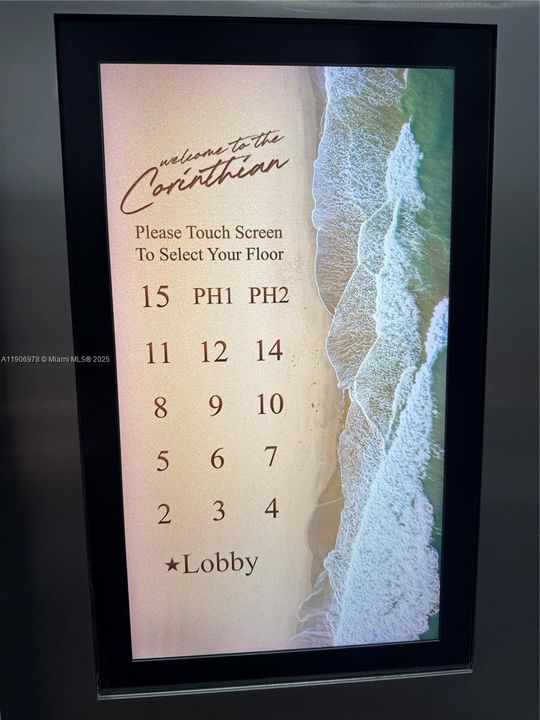 welcome to the
Corinthian
Please Touch Screen
To Select Your Floor
15 PH1 PH2
11 12 14
8 9 10
5 6 7
2 3 4
★Lobby
A11906978 © Miami MLS® 2025